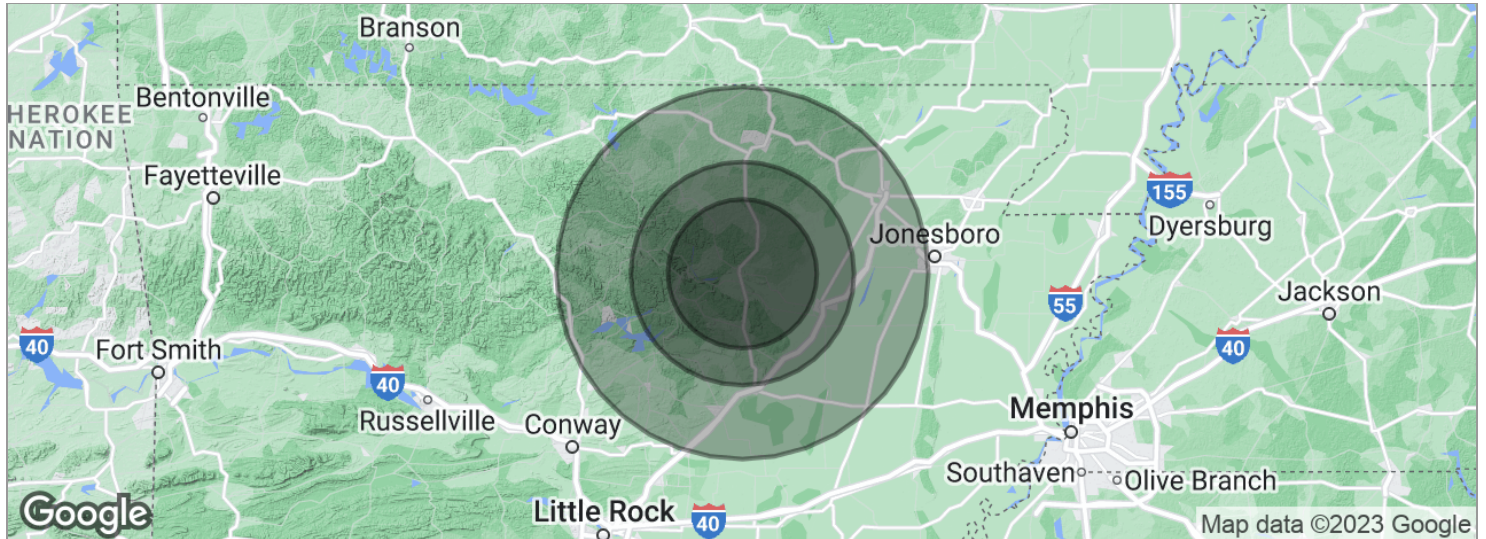 Branson
Bentonville
HEROKEE
NATION
Fayetteville
155
Dyersburg
Jonesboro
55
Jackson
40
40
Fort Smith
40
Russellville
Conway
Memphis
Southaven
Olive Branch
Little Rock
40
Google
Map data ©2023 Google